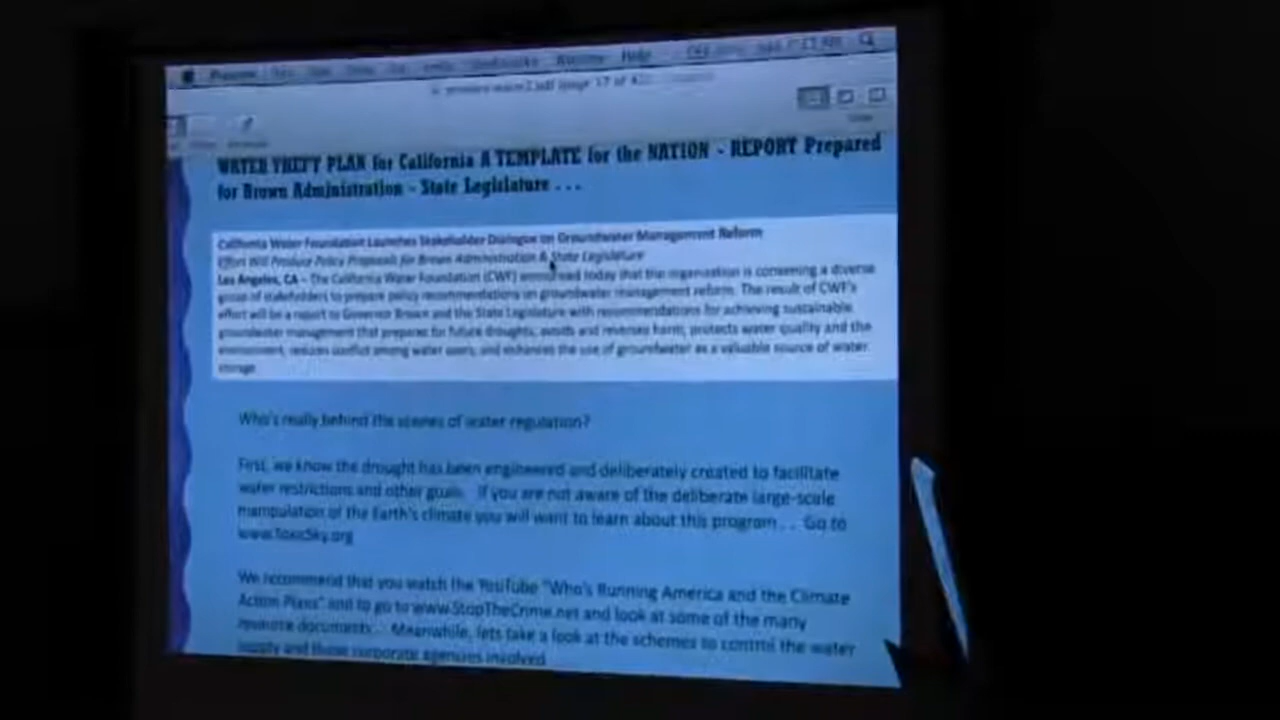 Help
WATER THEFT PLAN for California A TEMPLATE for the NATION - REPORT Prepared
for Brown Administration - State Legislature . . .
California Water Foundation Launches Stakeholder Dialogue on Groundwater Management Reform
Effort Will Produce Policy Proposals for Brown Administration & State Legislature
Los Angeles, CA – The California Water Foundation (CWF) announced today that the organization is convening a diverse
group of stakeholders to prepare policy recommendations on groundwater management reform. The result of CWF's
effort will be a report to Governor Brown and the State Legislature with recommendations for achieving sustainable
groundwater management that prepares for future droughts, avoids and reverses harm, protects water quality and the
environment, reduces conflict among water users, and enhances the use of groundwater as a valuable source of water
storage.
Who's really behind the scenes of water regulation?
First, we know the drought has been engineered and deliberately created to facilitate
water restrictions and other goals. If you are not aware of the deliberate large-scale
manipulation of the Earth's climate you will want to learn about this program . . . Go to
www.ToxicSky.org
We recommend that you watch the YouTube "Who's Running America and the Climate
Action Plans" and to go to www.StopTheCrime.net and look at some of the many
documents. Meanwhile, lets take a look at the schemes to control the water
supply and those corporate agencies involved